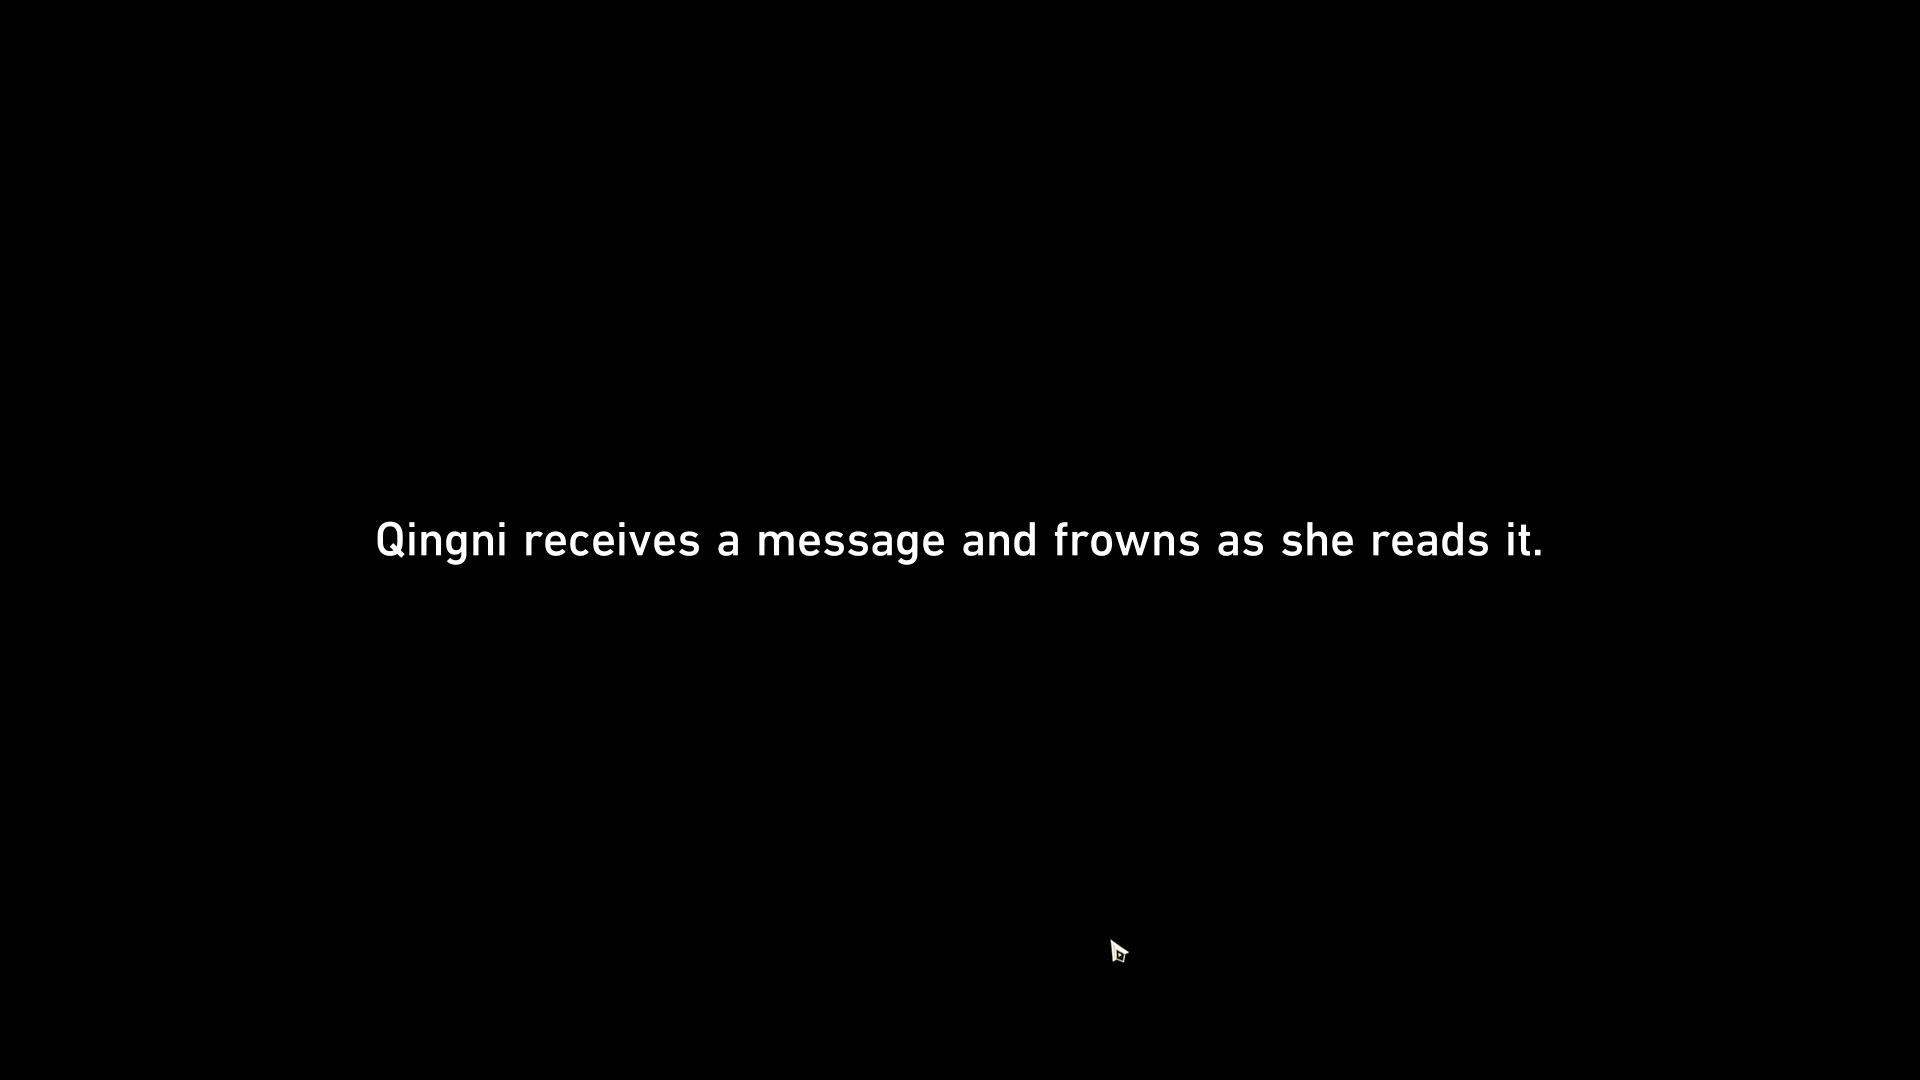 Qingni receives a message and frowns as she reads it.